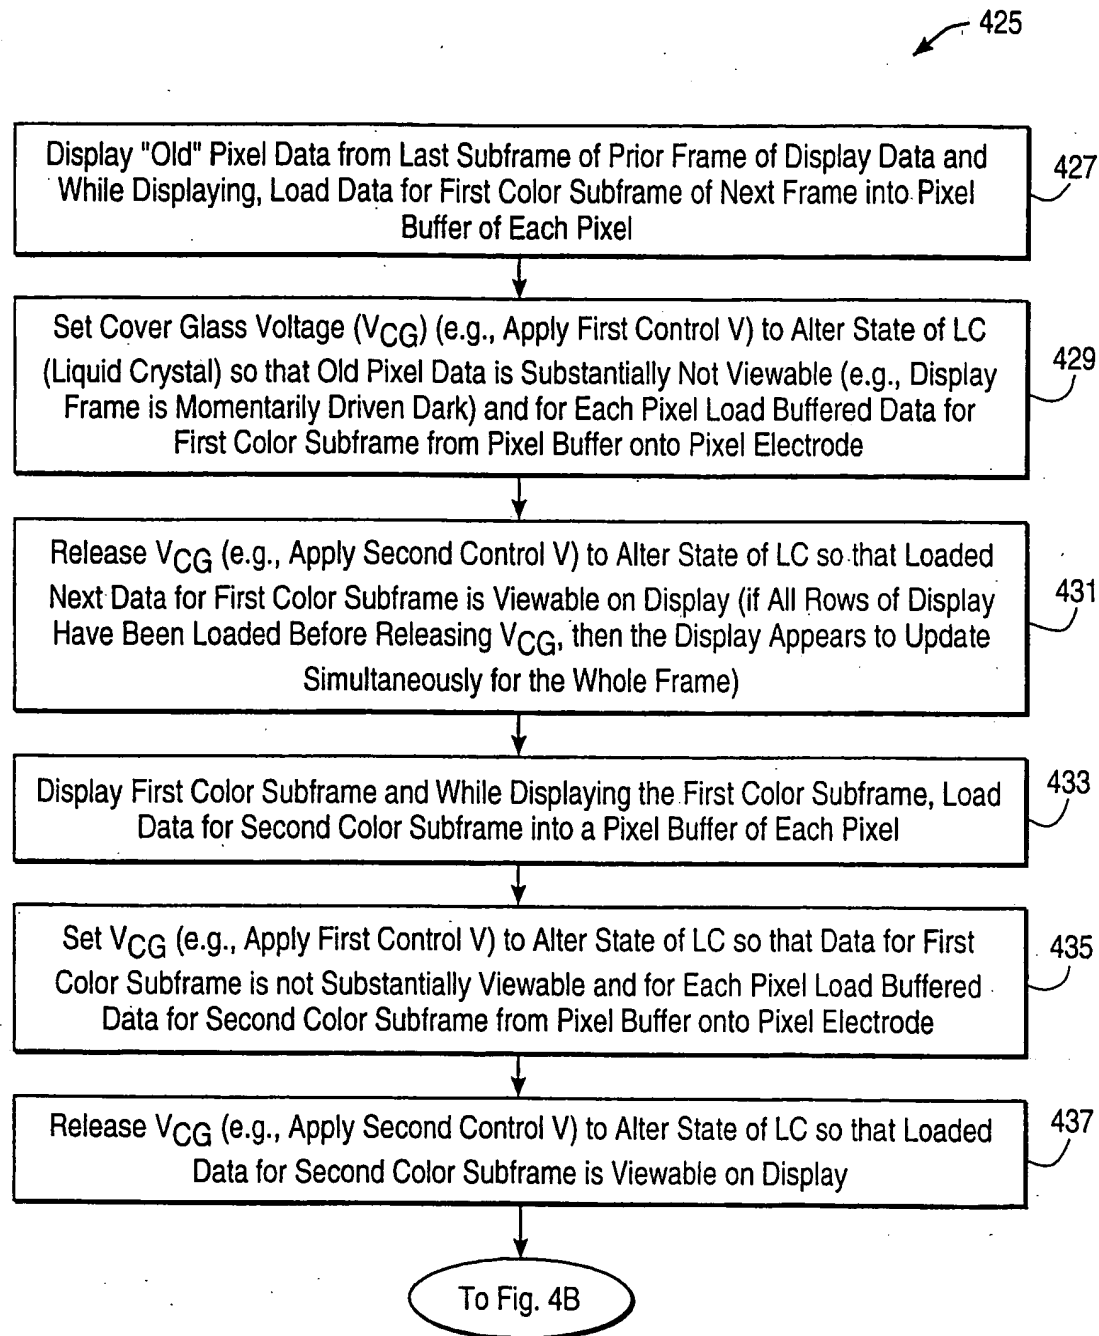 425
Display "Old" Pixel Data from Last Subframe of Prior Frame of Display Data and
While Displaying, Load Data for First Color Subframe of Next Frame into Pixel
Buffer of Each Pixel
427
Set Cover Glass Voltage (VCG) (e.g., Apply First Control V) to Alter State of LC
(Liquid Crystal) so that Old Pixel Data is Substantially Not Viewable (e.g., Display
Frame is Momentarily Driven Dark) and for Each Pixel Load Buffered Data for
First Color Subframe from Pixel Buffer onto Pixel Electrode
429
Release VCG (e.g., Apply Second Control V) to Alter State of LC so that Loaded
Next Data for First Color Subframe is Viewable on Display (if All Rows of Display
Have Been Loaded Before Releasing VCG, then the Display Appears to Update
Simultaneously for the Whole Frame)
431
Display First Color Subframe and While Displaying the First Color Subframe, Load
Data for Second Color Subframe into a Pixel Buffer of Each Pixel
433
Set VCG (e.g., Apply First Control V) to Alter State of LC so that Data for First
Color Subframe is not Substantially Viewable and for Each Pixel Load Buffered
Data for Second Color Subframe from Pixel Buffer onto Pixel Electrode
435
Release VCG (e.g., Apply Second Control V) to Alter State of LC so that Loaded
Data for Second Color Subframe is Viewable on Display
437
To Fig. 4B